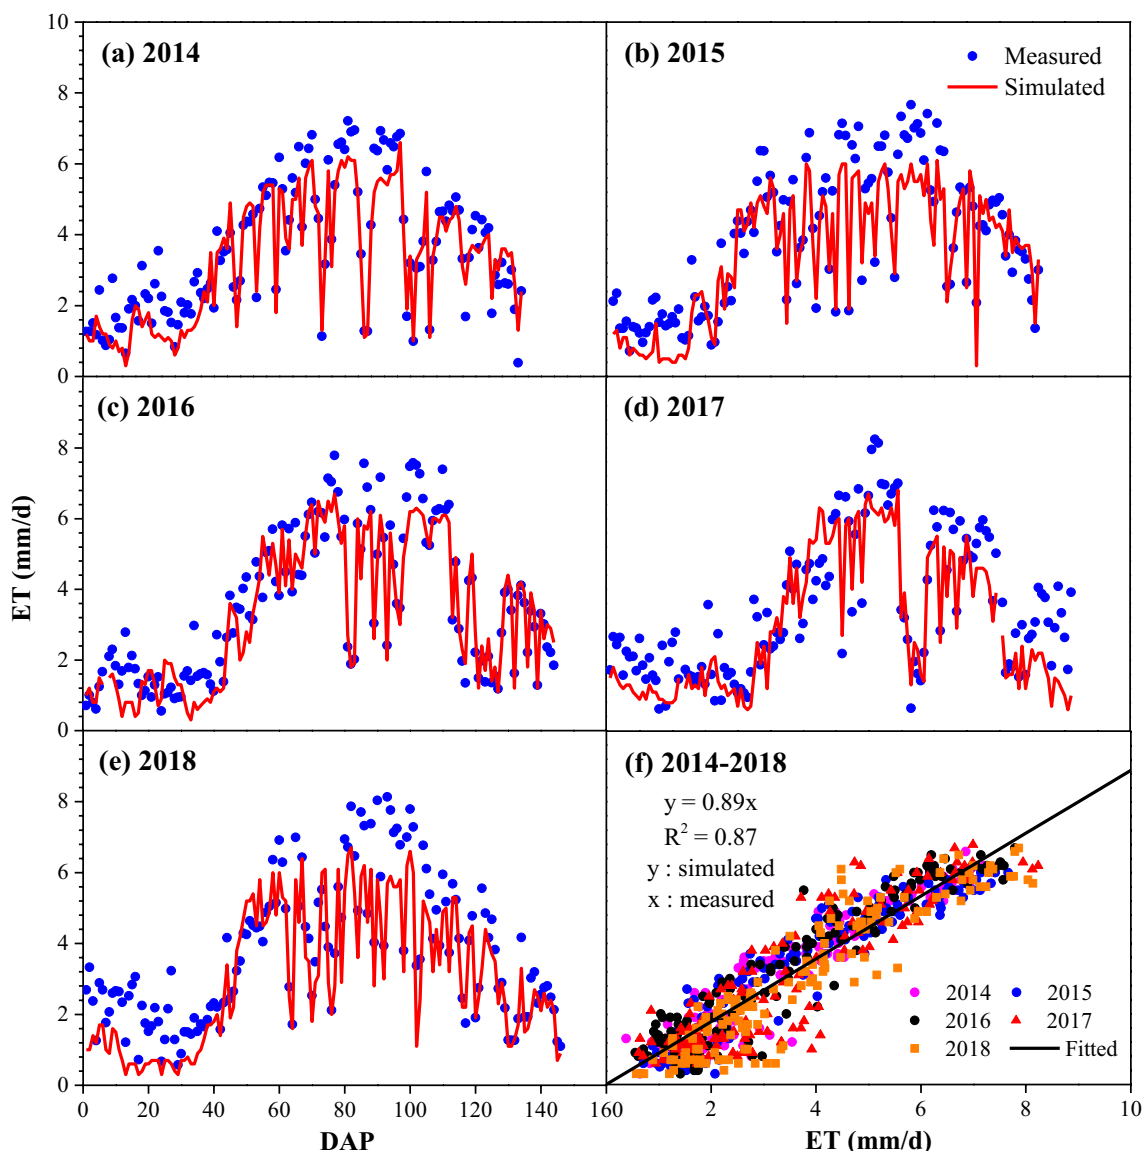 10
8
6
4
2
0
(a) 2014
(b) 2015
Measured
Simulated
8
6
4
2
0
(c) 2016
(d) 2017
ET (mm/d)
8
6
4
2
0
(e) 2018
(f) 2014-2018
y = 0.89x
R² = 0.87
y : simulated
x : measured
2014
2015
2016
2017
2018
Fitted
0
20
40
60
80
100
120
140
160
2
4
6
8
10
DAP
ET (mm/d)